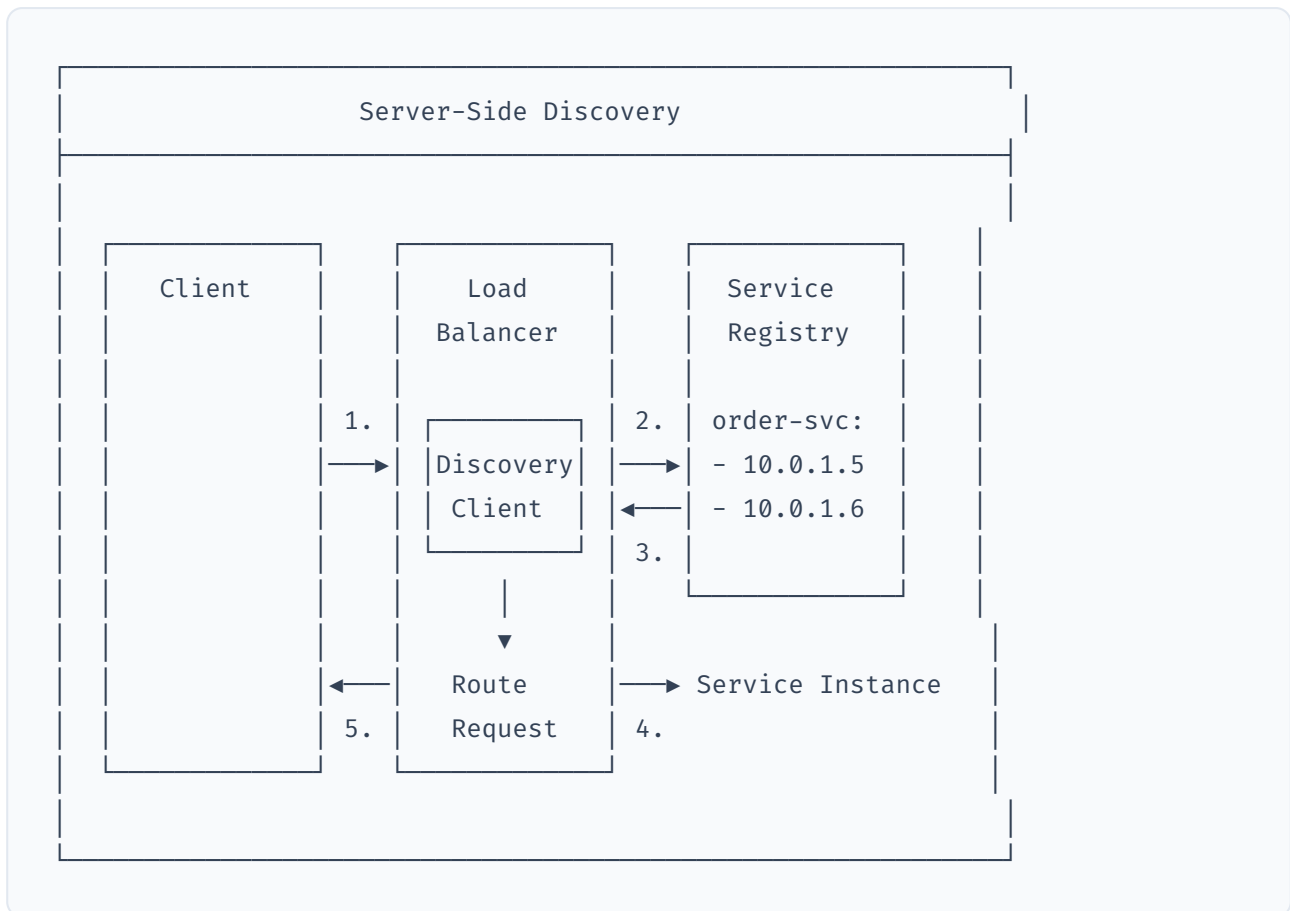 Server-Side Discovery
Client
Load
Balancer
Service
Registry
1.
2.
order-svc:
Discovery
- 10.0.1.5
Client
- 10.0.1.6
3.
Route
Service Instance
5.
Request
4.